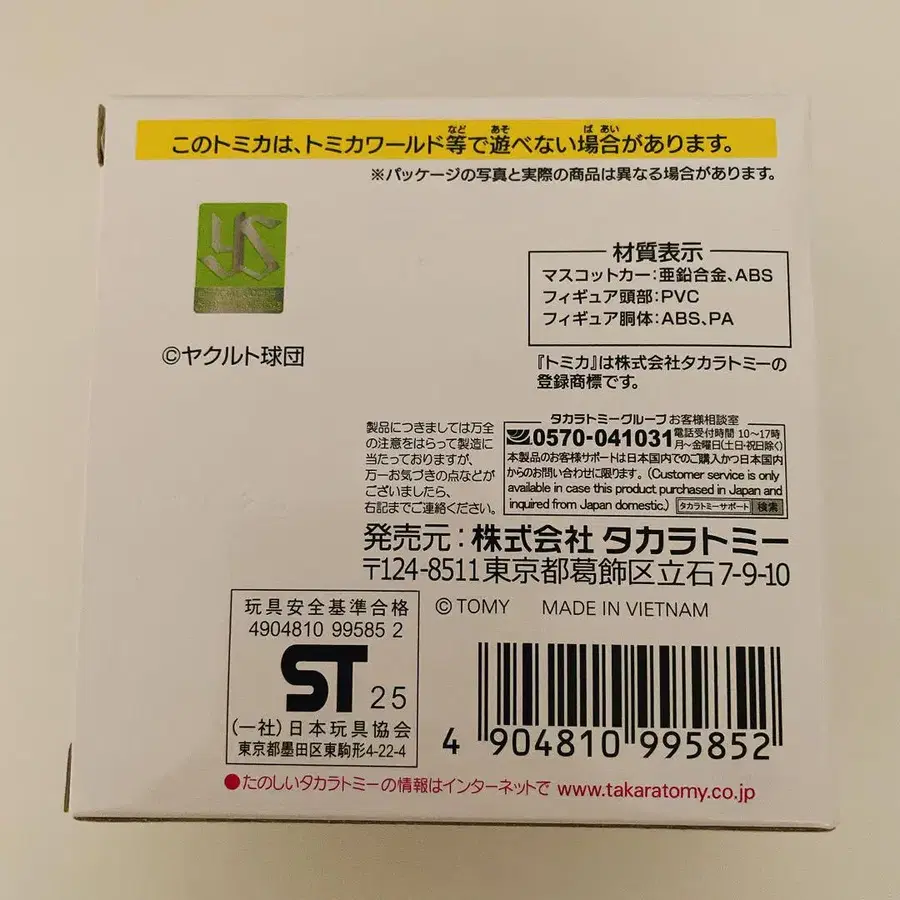 このトミカは、トミカワールド等で遊べない場合があります。
※パッケージの写真と実際の商品は異なる場合があります。
YS
©ヤクルト球団
材質表示
マスコットカー:亜鉛合金、ABS
フィギュア頭部:PVC
フィギュア胴体:ABS、PA
『トミカ』は株式会社タカラトミーの
登録商標です。
製品につきましては万全
の注意をはらって製造に
当たっておりますが、
万一お気づきの点などが
ございましたら、
右記までご連絡ください。
タカラトミーグループお客様相談室
0570-041031 電話受付時間 10〜17時
月〜金曜日(土日・祝日除く)
本製品のお客様サポートは日本国内でのご購入かつ日本国内
からのお問い合わせに限ります。(Customer service is only
available in case this product purchased in Japan and
inquired from Japan domestic.) タカラトミーサポート 検索
発売元:株式会社 タカラトミー
〒124-8511 東京都葛飾区立石7-9-10
© TOMY MADE IN VIETNAM
玩具安全基準合格
4904810 99585 2
ST 25
(一社)日本玩具協会
東京都墨田区東駒形4-22-4
4 904810 995852
●たのしいタカラトミーの情報はインターネットで www.takaratomy.co.jp